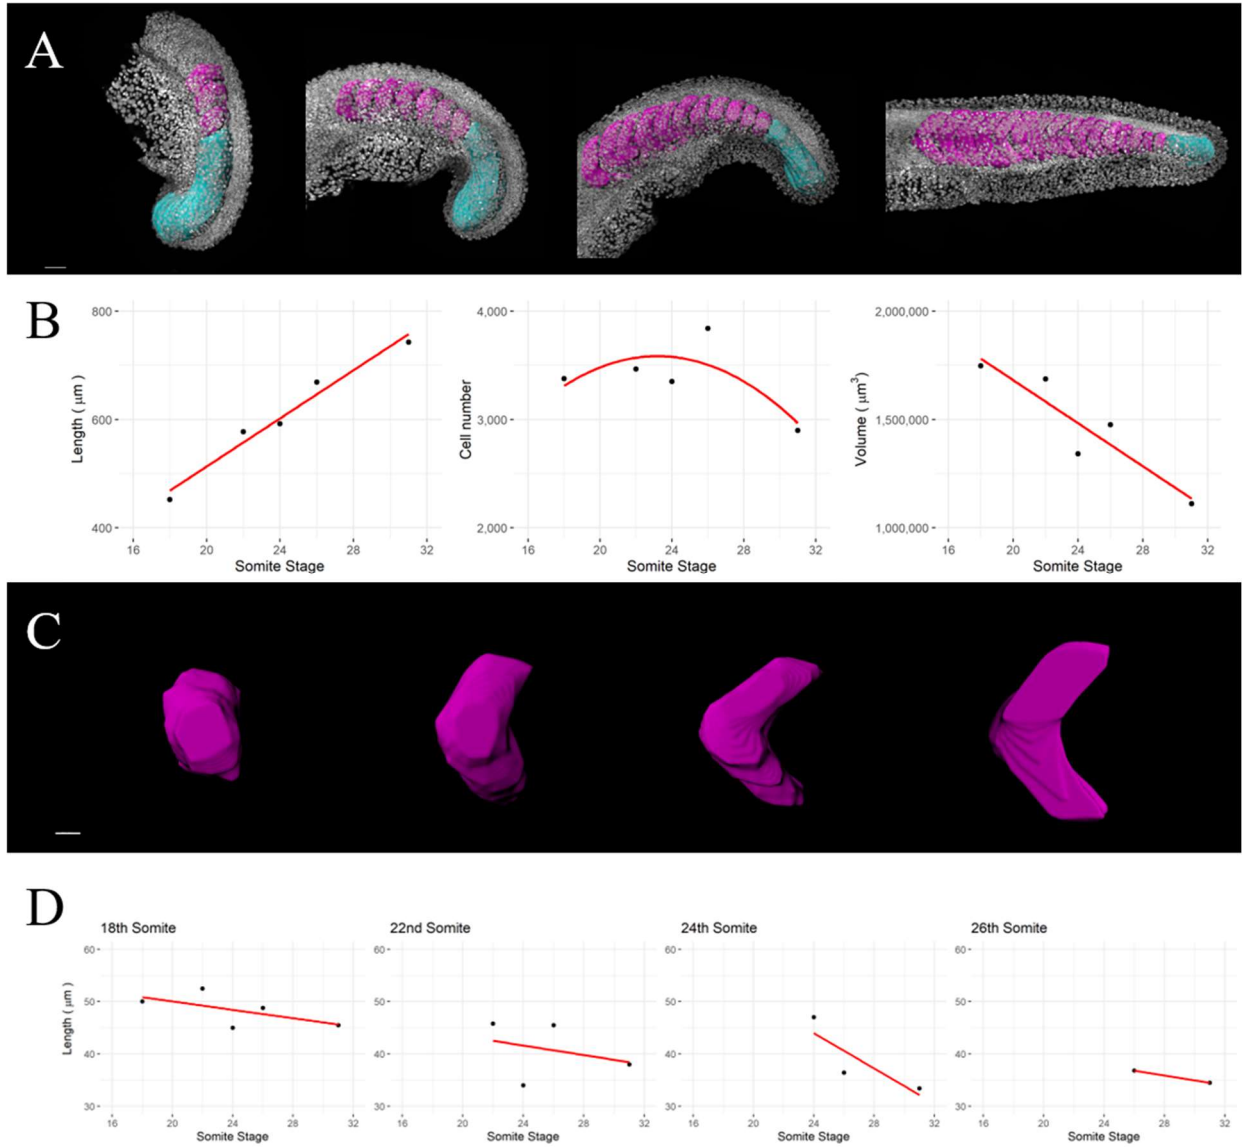 A
B
Length ( μm )
800
600
400
16 20 24 28 32
Somite Stage
Cell number
4,000
3,000
2,000
16 20 24 28 32
Somite Stage
Volume ( μm³)
2,000,000
1,500,000
1,000,000
16 20 24 28 32
Somite Stage
C
D
18th Somite
Length ( μm )
60
50
40
30
16 20 24 28 32
Somite Stage
22nd Somite
60
50
40
30
16 20 24 28 32
Somite Stage
24th Somite
60
50
40
30
16 20 24 28 32
Somite Stage
26th Somite
60
50
40
30
16 20 24 28 32
Somite Stage